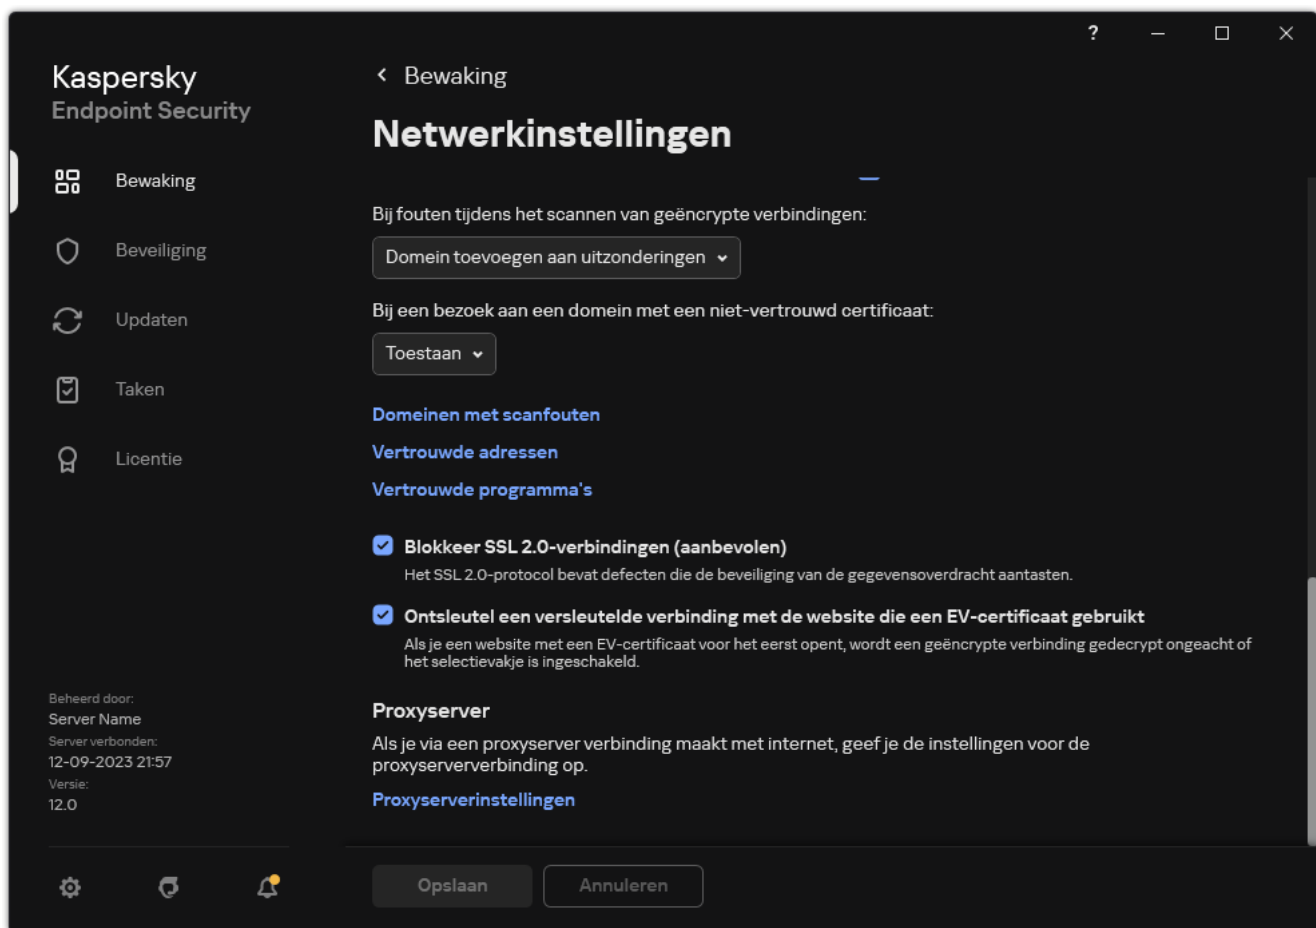 ?
Kaspersky
Endpoint Security
Bewaking
Beveiliging
Updaten
Taken
Licentie
Beheerd door:
Server Name
Server verbonden:
12-09-2023 21:57
Versie:
12.0
Bewaking
Netwerkinstellingen
Bij fouten tijdens het scannen van geëncrypte verbindingen:
Domein toevoegen aan uitzonderingen
Bij een bezoek aan een domein met een niet-vertrouwd certificaat:
Toestaan
Domeinen met scanfouten
Vertrouwde adressen
Vertrouwde programma's
Blokkeer SSL 2.0-verbindingen (aanbevolen)
Het SSL 2.0-protocol bevat defecten die de beveiliging van de gegevensoverdracht aantasten.
Ontsleutel een versleutelde verbinding met de website die een EV-certificaat gebruikt
Als je een website met een EV-certificaat voor het eerst opent, wordt een geëncrypte verbinding gedecrypt ongeacht of
het selectievakje is ingeschakeld.
Proxyserver
Als je via een proxyserver verbinding maakt met internet, geef je de instellingen voor de
proxyserververbinding op.
Proxyserverinstellingen
Opslaan
Annuleren